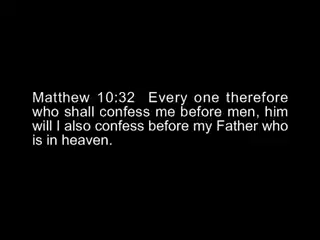 Matthew 10:32  Every one therefore
who shall confess me before men, him
will I also confess before my Father who
is in heaven.